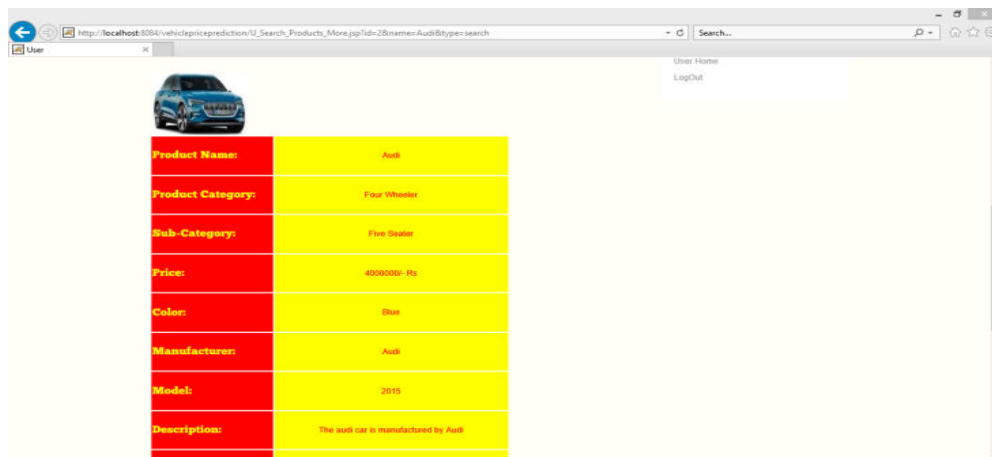 http://localhost:8084/vehiclepriceprediction/U_Search_Products_More.jsp?id=2&name=Audi&type=search
Search...
User
User Home
LogOut
Product Name: Audi
Product Category: Four Wheeler
Sub-Category: Five Seater
Price: 4000000/- Rs
Color: Blue
Manufacturer: Audi
Model: 2015
Description: The audi car is manufactured by Audi